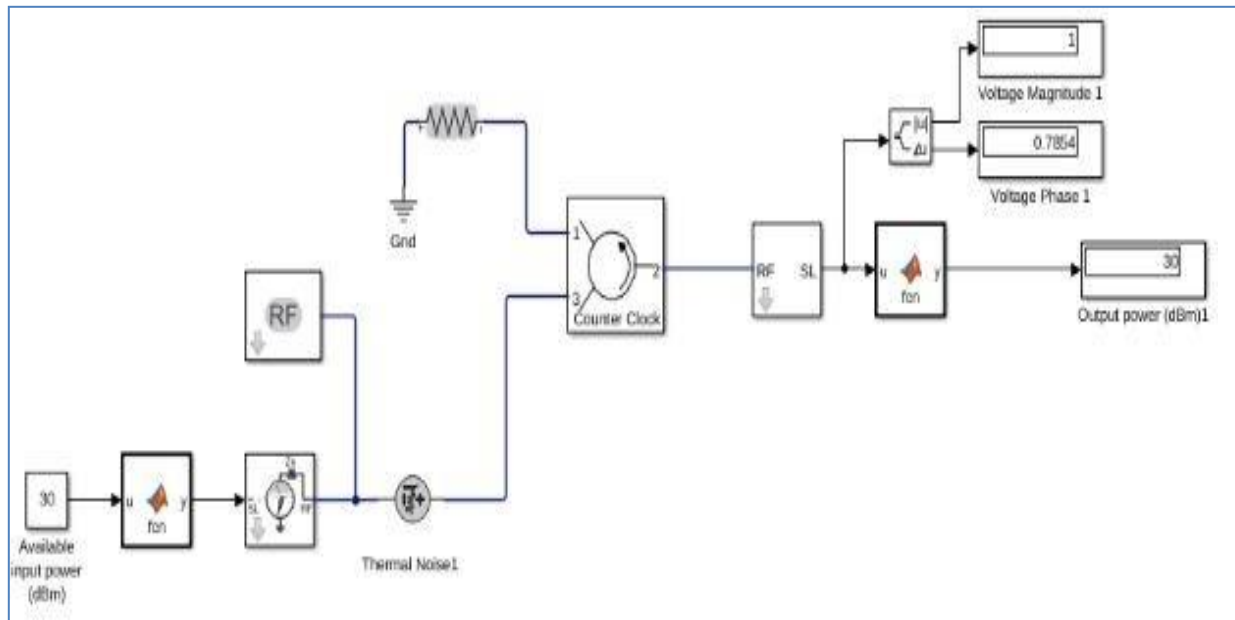 1
Voltage Magnitude 1
|u|
∆u
0.7854
Voltage Phase 1
Gnd
1
2
3
Counter Clock
RF
SL
u
y
fcn
30
Output power (dBm)1
RF
30
Available
input power
(dBm)
u
y
fcn
SL
RF
Thermal Noise1